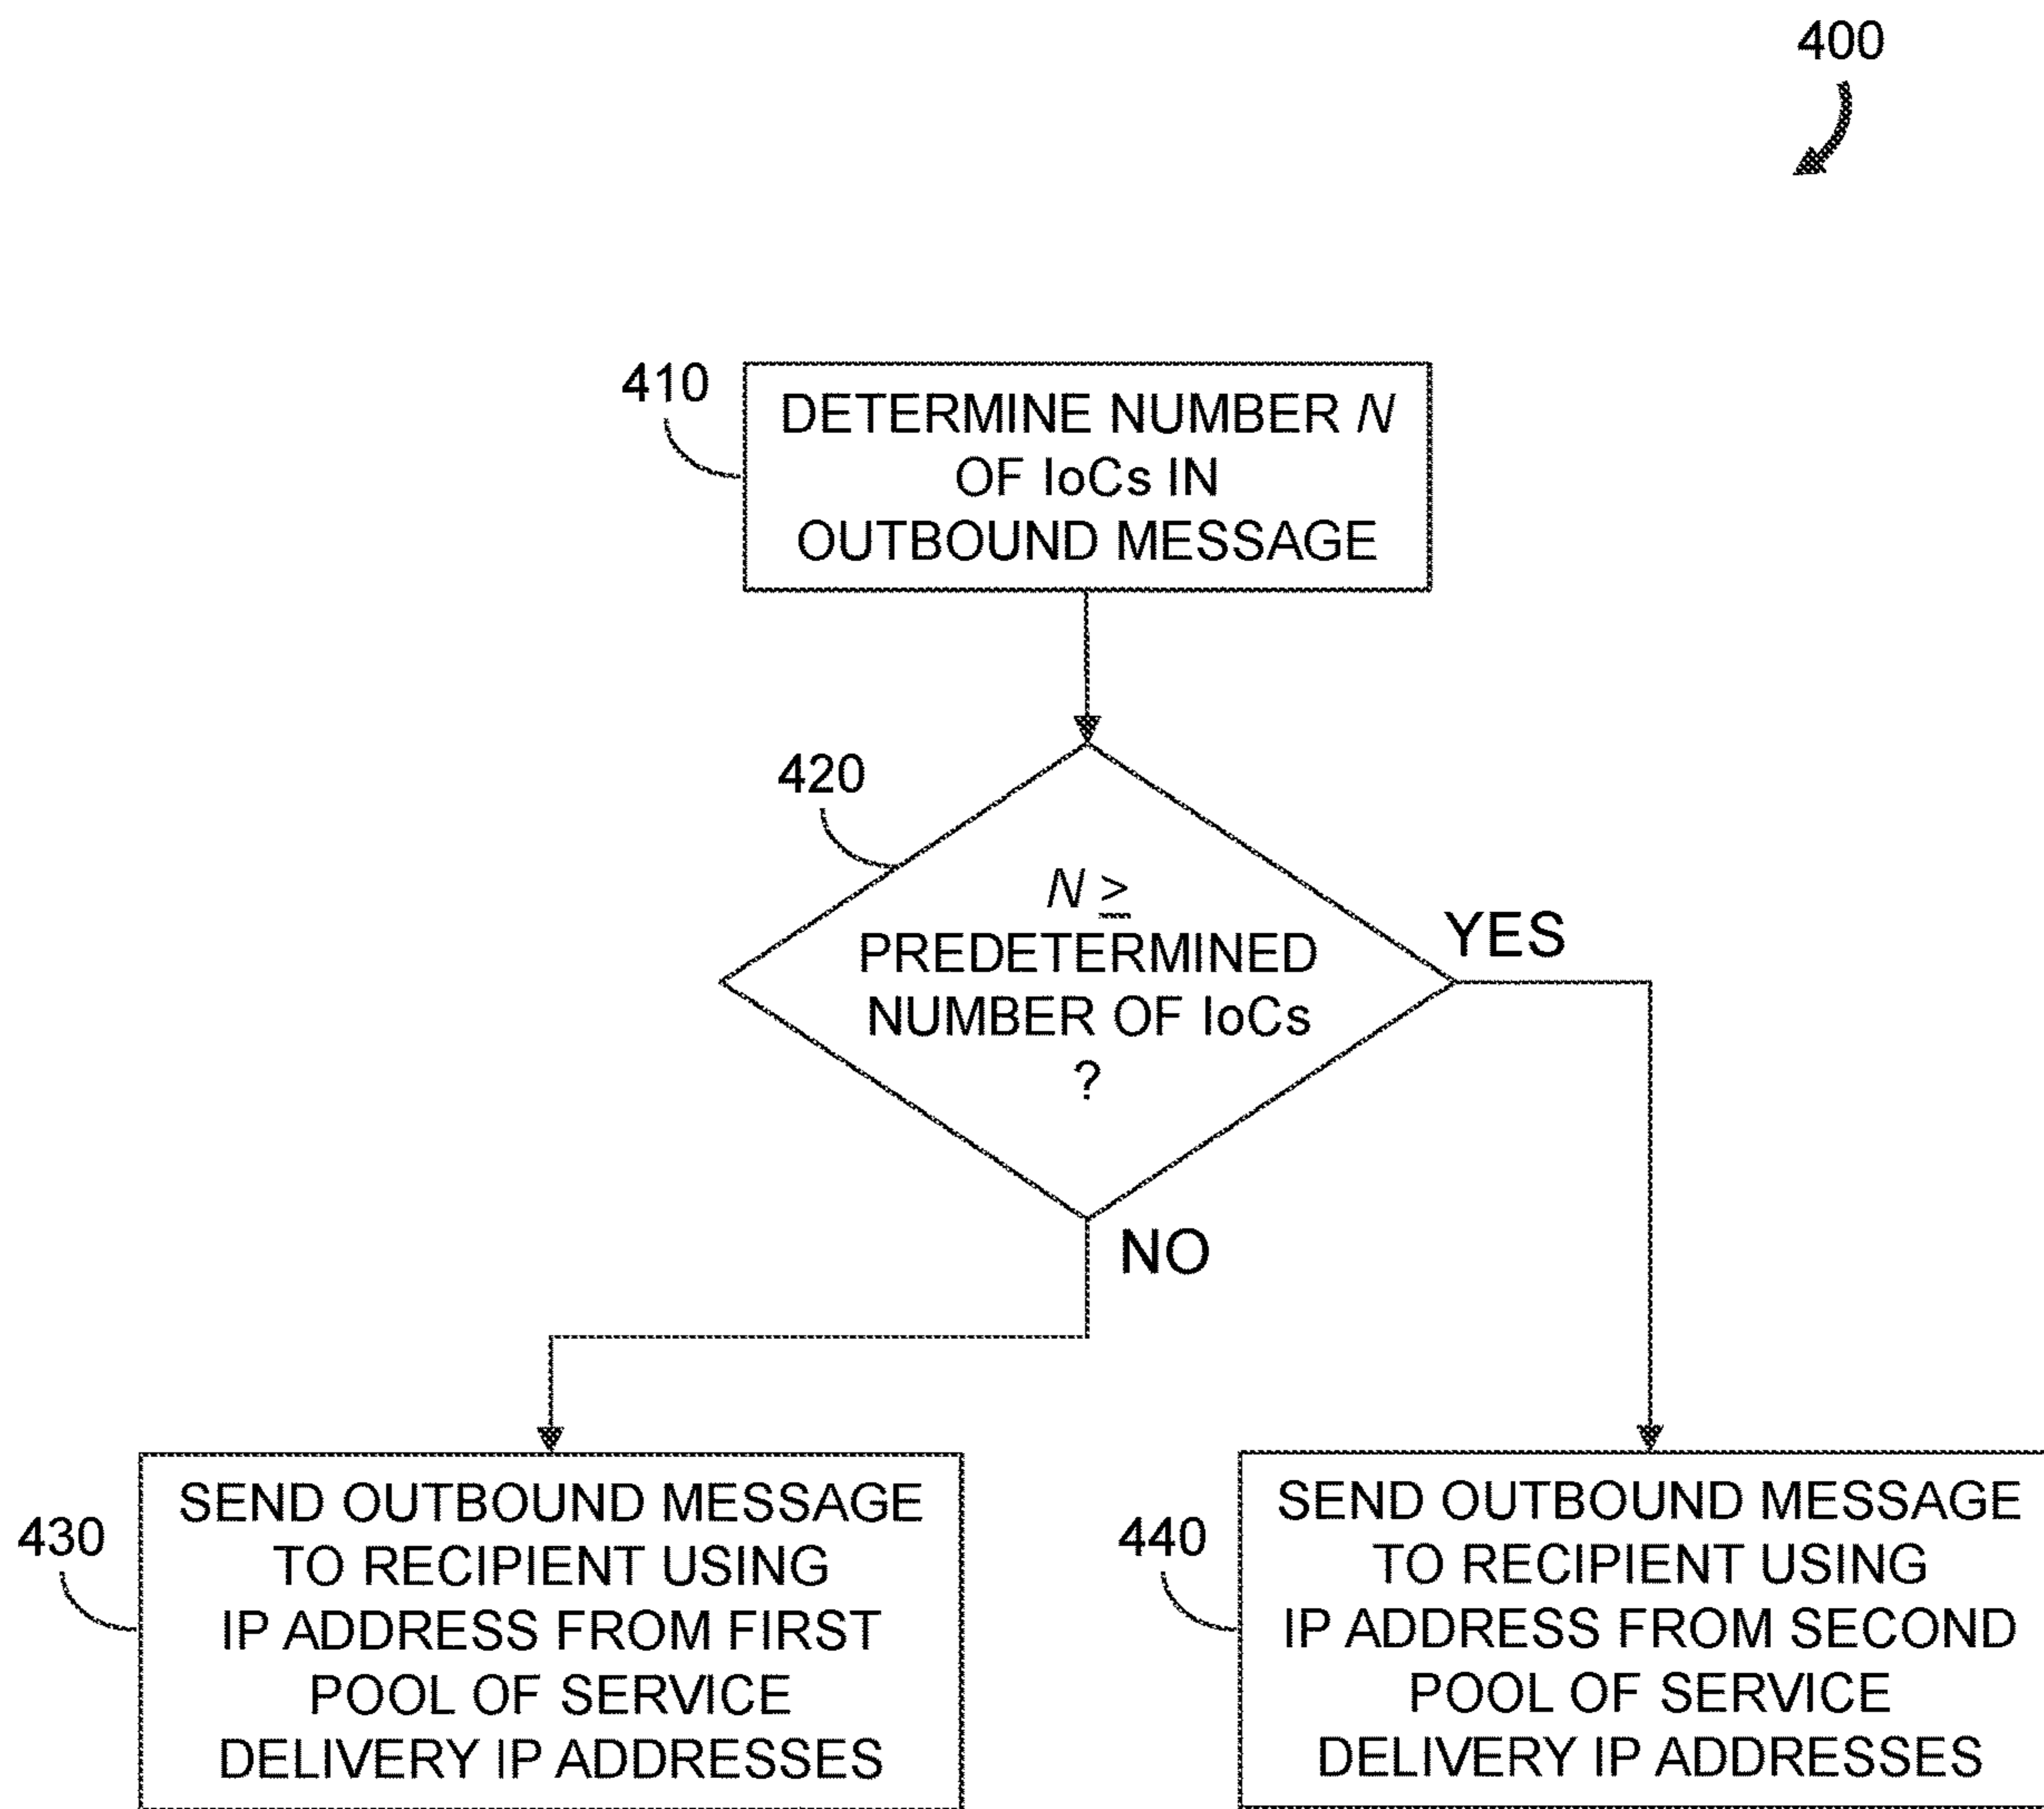 400
410
DETERMINE NUMBER N
OF IoCs IN
OUTBOUND MESSAGE
420
N ≥
PREDETERMINED
NUMBER OF IoCs
?
YES
NO
430
SEND OUTBOUND MESSAGE
TO RECIPIENT USING
IP ADDRESS FROM FIRST
POOL OF SERVICE
DELIVERY IP ADDRESSES
440
SEND OUTBOUND MESSAGE
TO RECIPIENT USING
IP ADDRESS FROM SECOND
POOL OF SERVICE
DELIVERY IP ADDRESSES